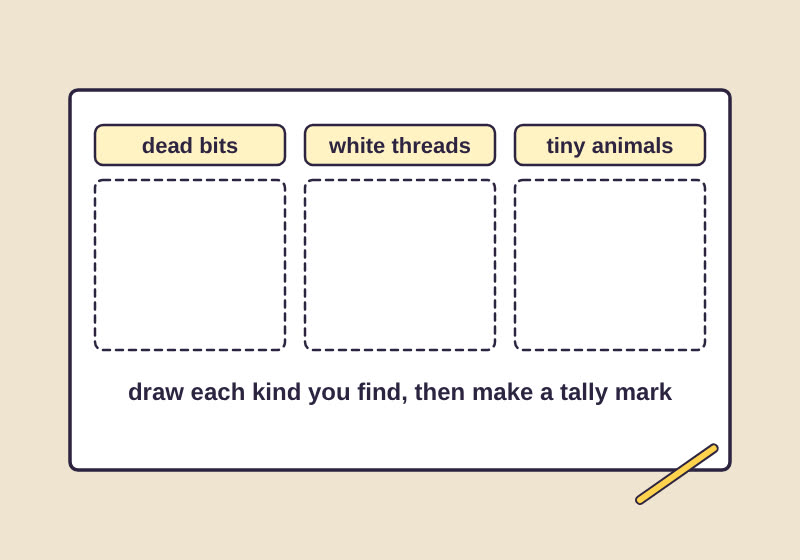 dead bits
white threads
tiny animals
draw each kind you find, then make a tally mark